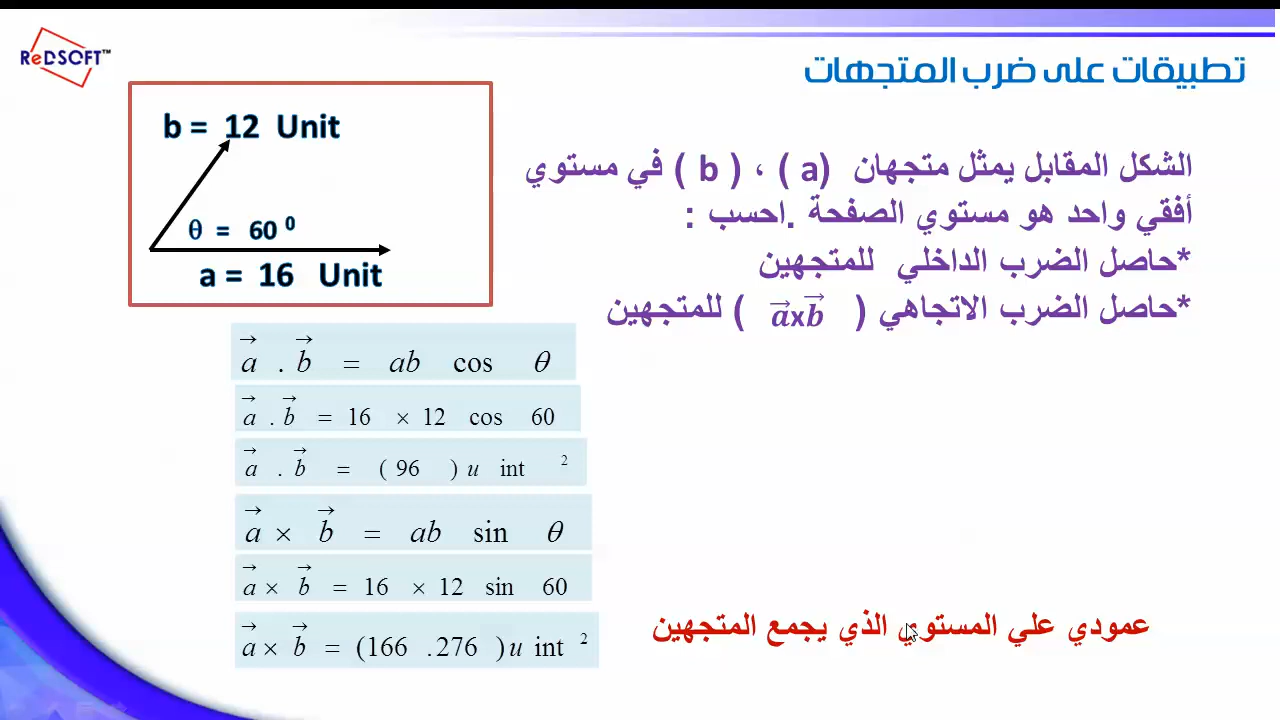 ReDSOFT™
تطبيقات على ضرب المتجهات
b = 12 Unit
θ = 60 ⁰
a = 16 Unit
الشكل المقابل يمثل متجهان (a) ، (b) في مستوي
أفقي واحد هو مستوي الصفحة .احسب :
*حاصل الضرب الداخلي للمتجهين
*حاصل الضرب الاتجاهي ( a⃗xb⃗ ) للمتجهين
a⃗ . b⃗ = ab cos θ
a⃗ . b⃗ = 16 × 12 cos 60
a⃗ . b⃗ = ( 96 ) u int ²
a⃗ × b⃗ = ab sin θ
a⃗ × b⃗ = 16 × 12 sin 60
a⃗ × b⃗ = (166 .276 ) u int ²
عمودي علي المستوي الذي يجمع المتجهين